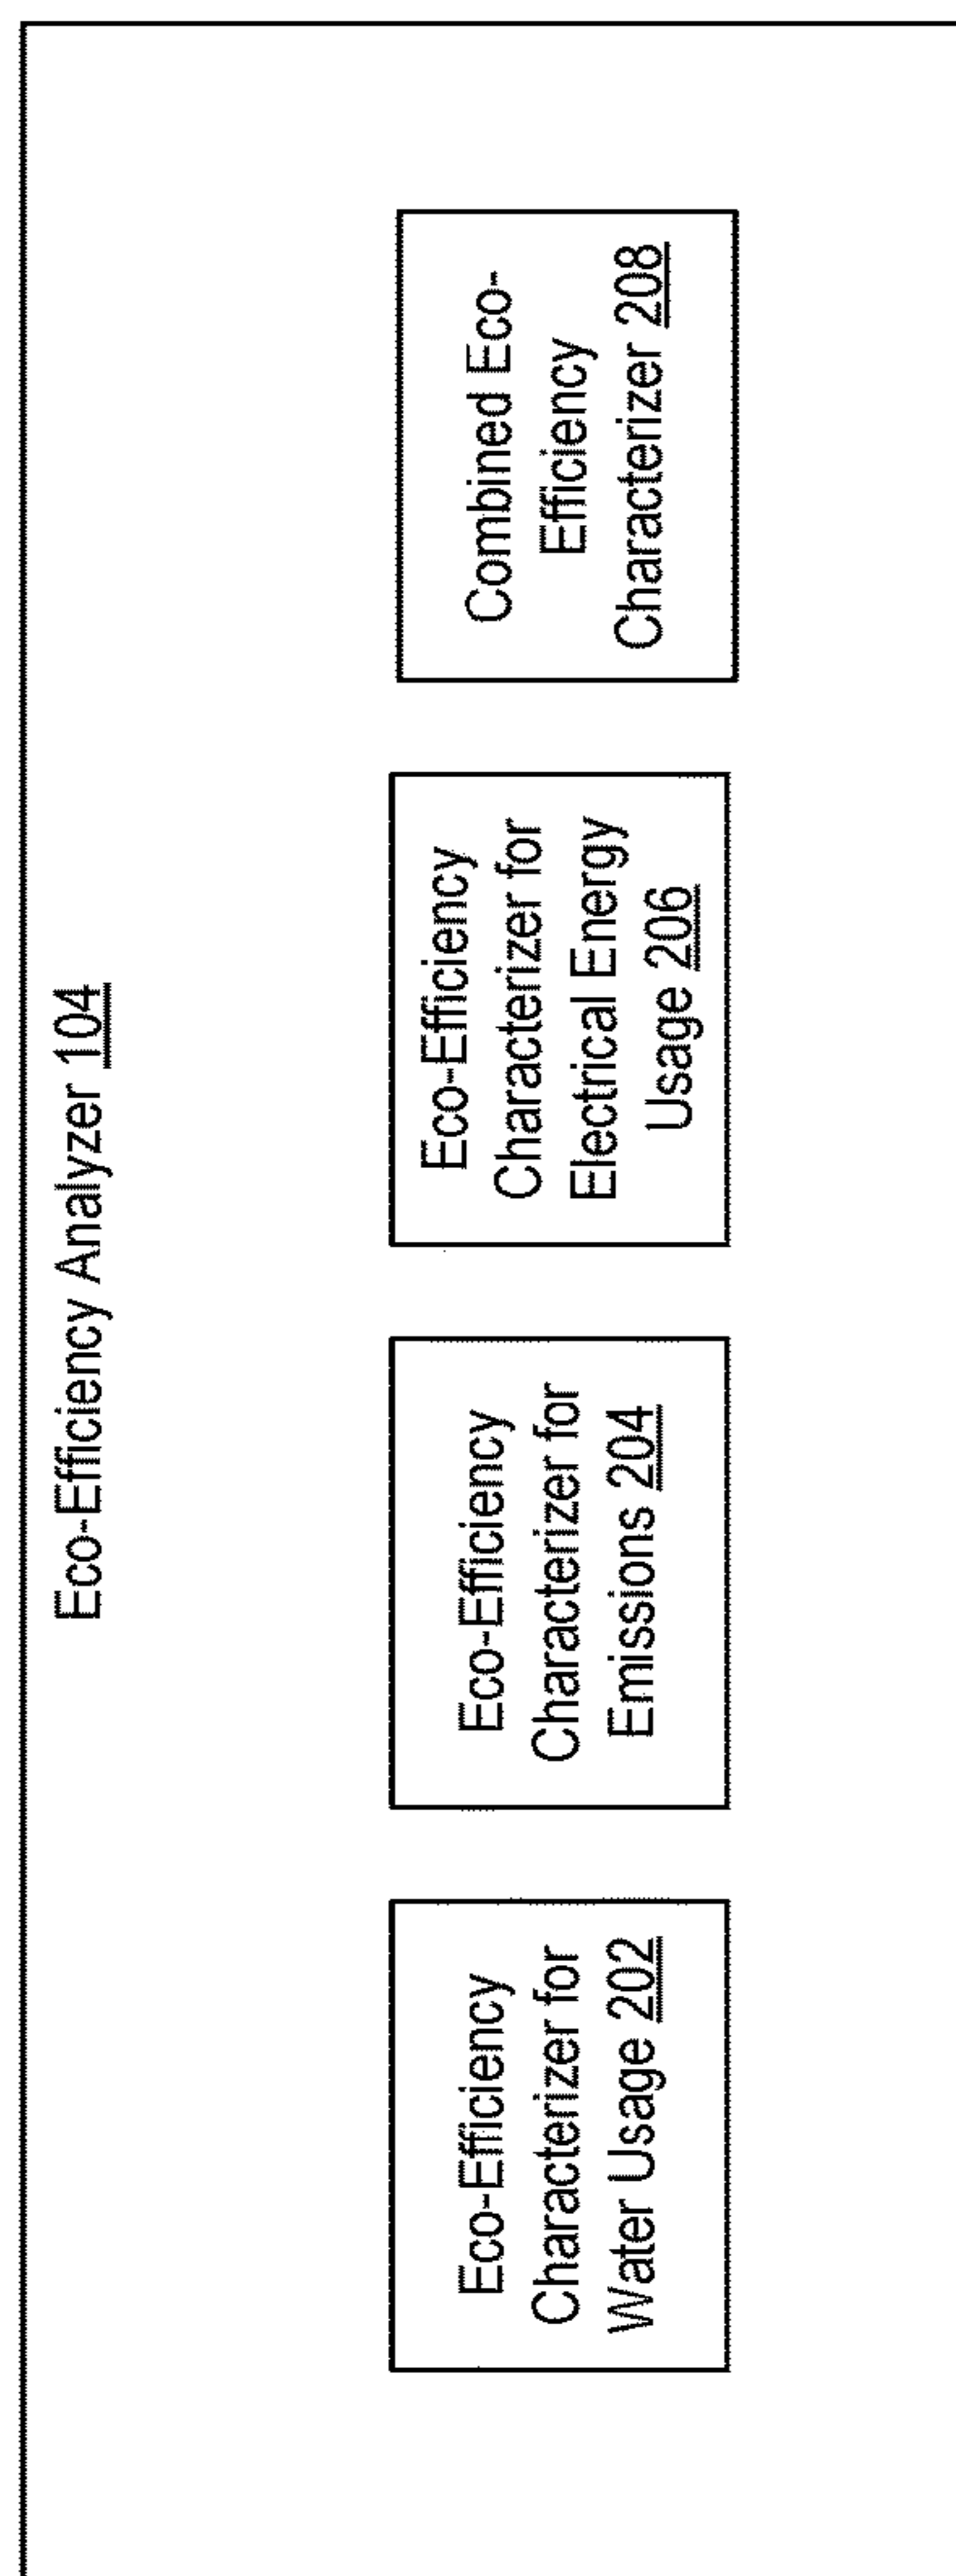 Eco-Efficiency Analyzer 104
Eco-Efficiency
Characterizer for
Water Usage 202
Eco-Efficiency
Characterizer for
Emissions 204
Eco-Efficiency
Characterizer for
Electrical Energy
Usage 206
Combined Eco-
Efficiency
Characterizer 208